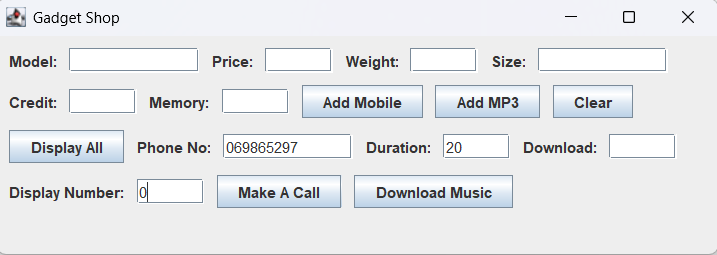 Gadget Shop
Model: Price: Weight: Size:
Credit: Memory: Add Mobile Add MP3 Clear
Display All Phone No: 069865297 Duration: 20 Download:
Display Number: 0 Make A Call Download Music